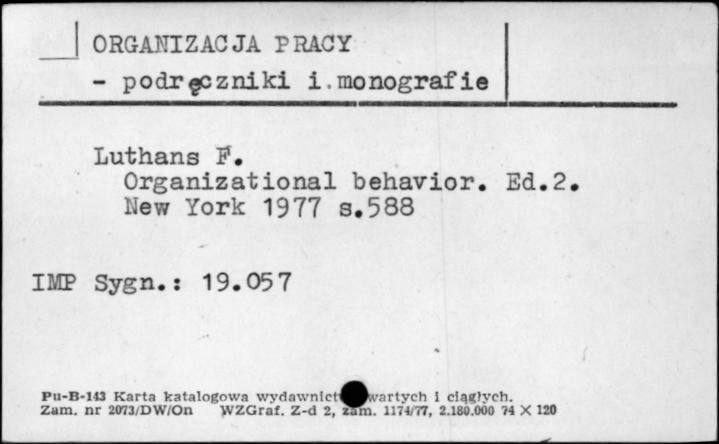 ORGANIZACJA PRACY
- podręczniki i monografie
Luthans F.
Organizational behavior. Ed.2.
New York 1977 s.588
IMP Sygn.: 19.057
Pu-B-143 Karta katalogowa wydawnict wartych i ciągłych.
Zam. nr 2073/DW/On WZGraf. Z-d 2, zam. 1174/77, 2.180.000 74 X 120